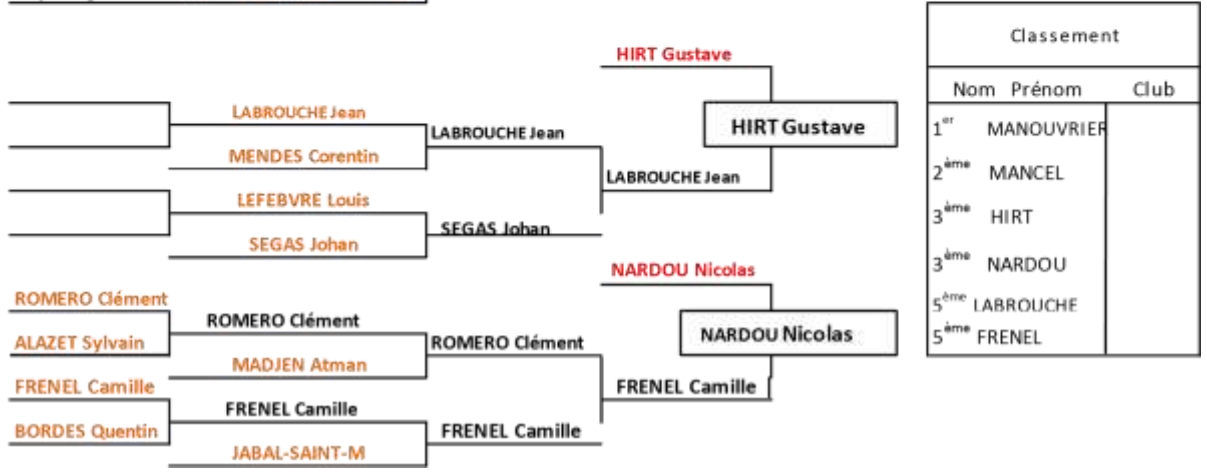 HIRT Gustave
LABROUCHE Jean
LABROUCHE Jean
HIRT Gustave
MENDES Corentin
LABROUCHE Jean
LEFEBVRE Louis
SEGAS Johan
SEGAS Johan
NARDOU Nicolas
ROMERO Clément
ROMERO Clément
NARDOU Nicolas
ALAZET Sylvain
ROMERO Clément
MADJEN Atman
FRENEL Camille
FRENEL Camille
FRENEL Camille
BORDES Quentin
FRENEL Camille
JABAL-SAINT-M
Classement
Nom Prénom Club
1er MANOUVRIER
2ème MANCEL
3ème HIRT
3ème NARDOU
5ème LABROUCHE
5ème FRENEL